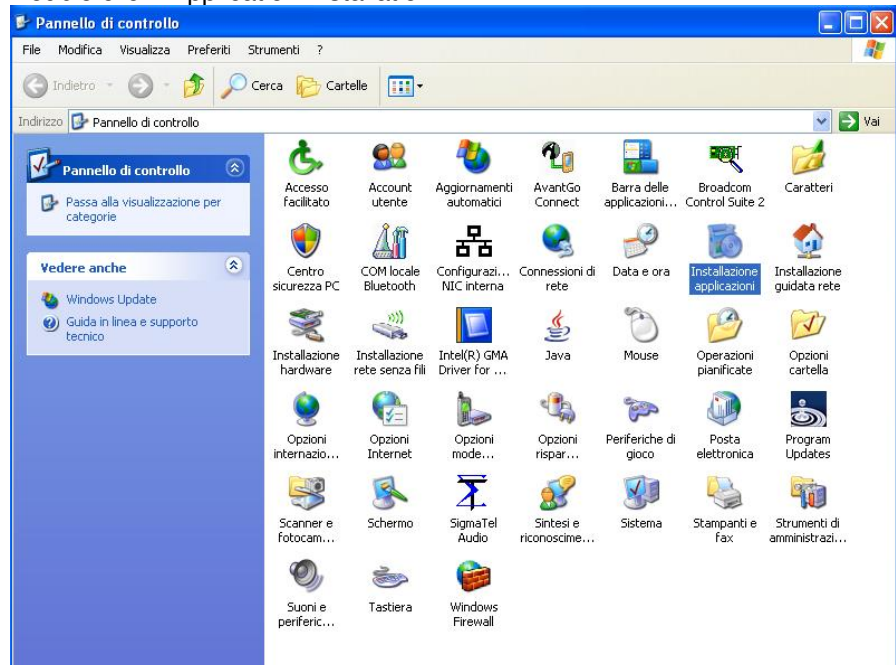 Pannello di controllo
File Modifica Visualizza Preferiti Strumenti ?
Indietro Cerca Cartelle
Indirizzo Pannello di controllo Vai
Pannello di controllo
Passa alla visualizzazione per
categorie
Vedere anche
Windows Update
Guida in linea e supporto
tecnico
Accesso
facilitato
Account
utente
Aggiornamenti
automatici
AvantGo
Connect
Barra delle
applicazioni...
Broadcom
Control Suite 2
Caratteri
Centro
sicurezza PC
COM locale
Bluetooth
Configurazi...
NIC interna
Connessioni di
rete
Data e ora
Installazione
applicazioni
Installazione
guidata rete
Installazione
hardware
Installazione
rete senza fili
Intel(R) GMA
Driver for ...
Java
Mouse
Operazioni
pianificate
Opzioni
cartella
Opzioni
internazio...
Opzioni
Internet
Opzioni
mode...
Opzioni
rispar...
Periferiche di
gioco
Posta
elettronica
Program
Updates
Scanner e
fotocam...
Schermo
SigmaTel
Audio
Sintesi e
riconoscime...
Sistema
Stampanti e
fax
Strumenti di
amministrazi...
Suoni e
periferic...
Tastiera
Windows
Firewall